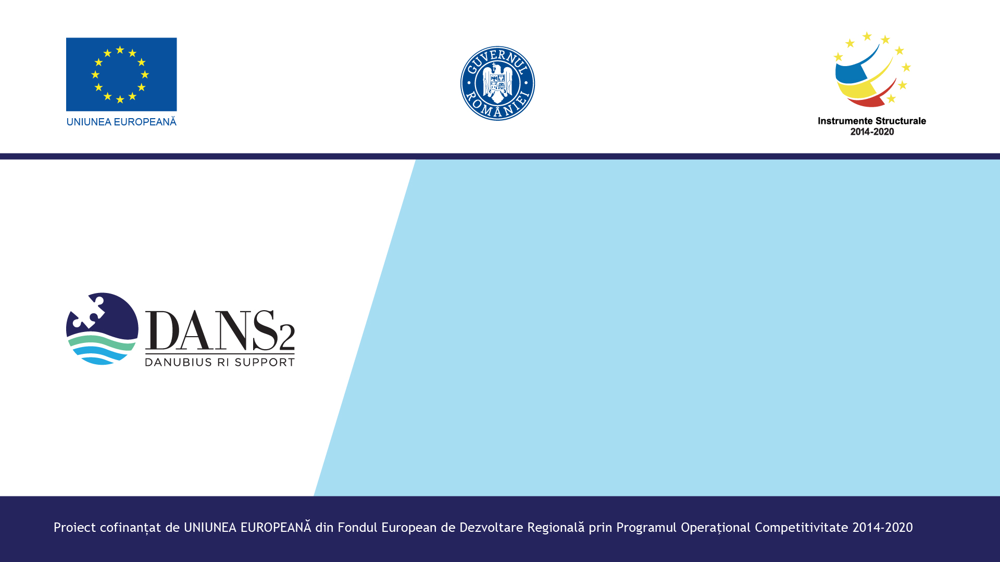 UNIUNEA EUROPEANĂ
GUVERNUL ROMÂNIEI
Instrumente Structurale
2014-2020
DANS2
DANUBIUS RI SUPPORT
Proiect cofinanțat de UNIUNEA EUROPEANĂ din Fondul European de Dezvoltare Regională prin Programul Operațional Competitivitate 2014-2020